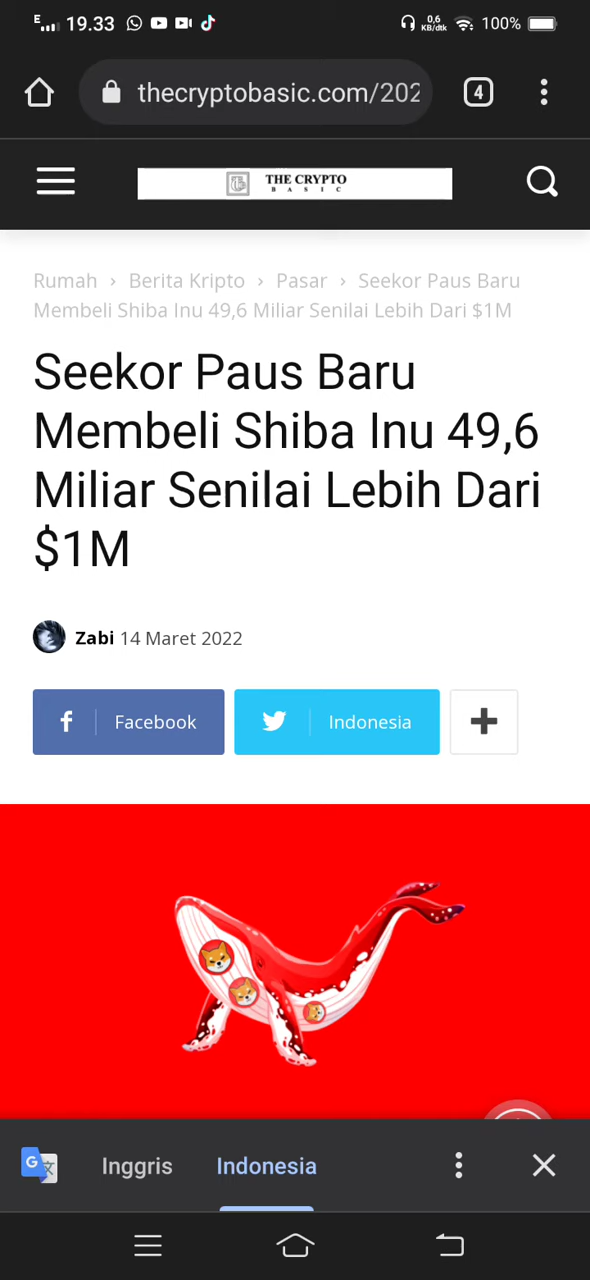 E 19.33 0,6 KB/dtk 100%
thecryptobasic.com/202 4
THE CRYPTO
BASIC
Rumah › Berita Kripto › Pasar › Seekor Paus Baru
Membeli Shiba Inu 49,6 Miliar Senilai Lebih Dari $1M
Seekor Paus Baru
Membeli Shiba Inu 49,6
Miliar Senilai Lebih Dari
$1M
Zabi 14 Maret 2022
f Facebook Indonesia
G 文 Inggris Indonesia